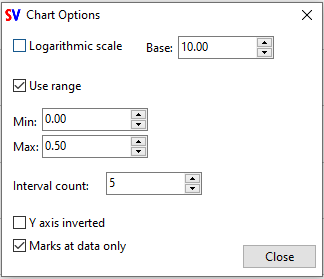 SV Chart Options
Logarithmic scale Base: 10.00
Use range
Min: 0.00
Max: 0.50
Interval count: 5
Y axis inverted
Marks at data only
Close